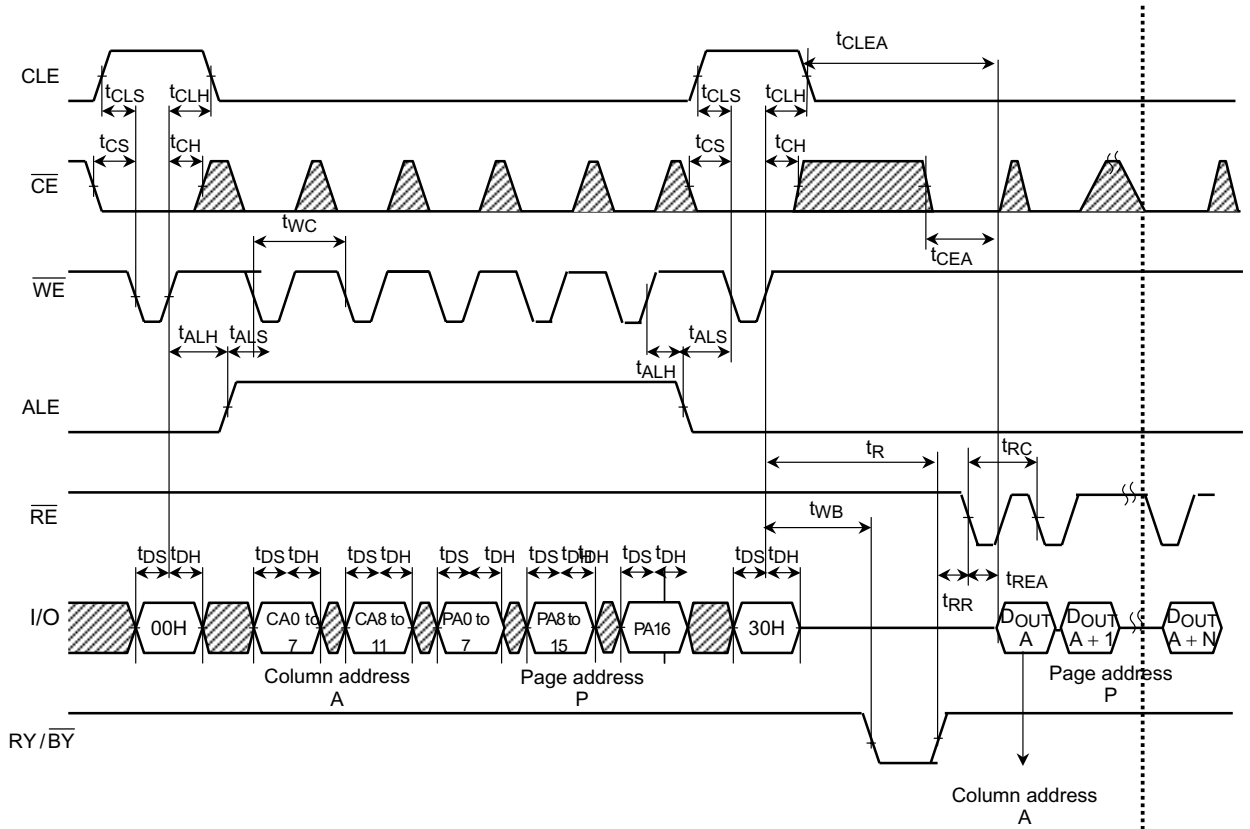 tCLEA
CLE
tCLS tCLH tCLS tCLH
tCS tCH tCS tCH
CE
tWC
tCEA
WE
tALH tALS tALH tALS
ALE
tR tRC
RE
tWB
tDS tDH tDS tDH tDS tDH tDS tDH tDS tDH tDH tDS tDH tDS tDH
tRR tREA
I/O
00H
CA0 to
7
CA8 to
11
PA0 to
7
PA8 to
15
PA16
30H
DOUT
A
DOUT
A + 1
DOUT
A + N
Column address
A
Page address
P
Page address
P
RY / BY
Column address
A